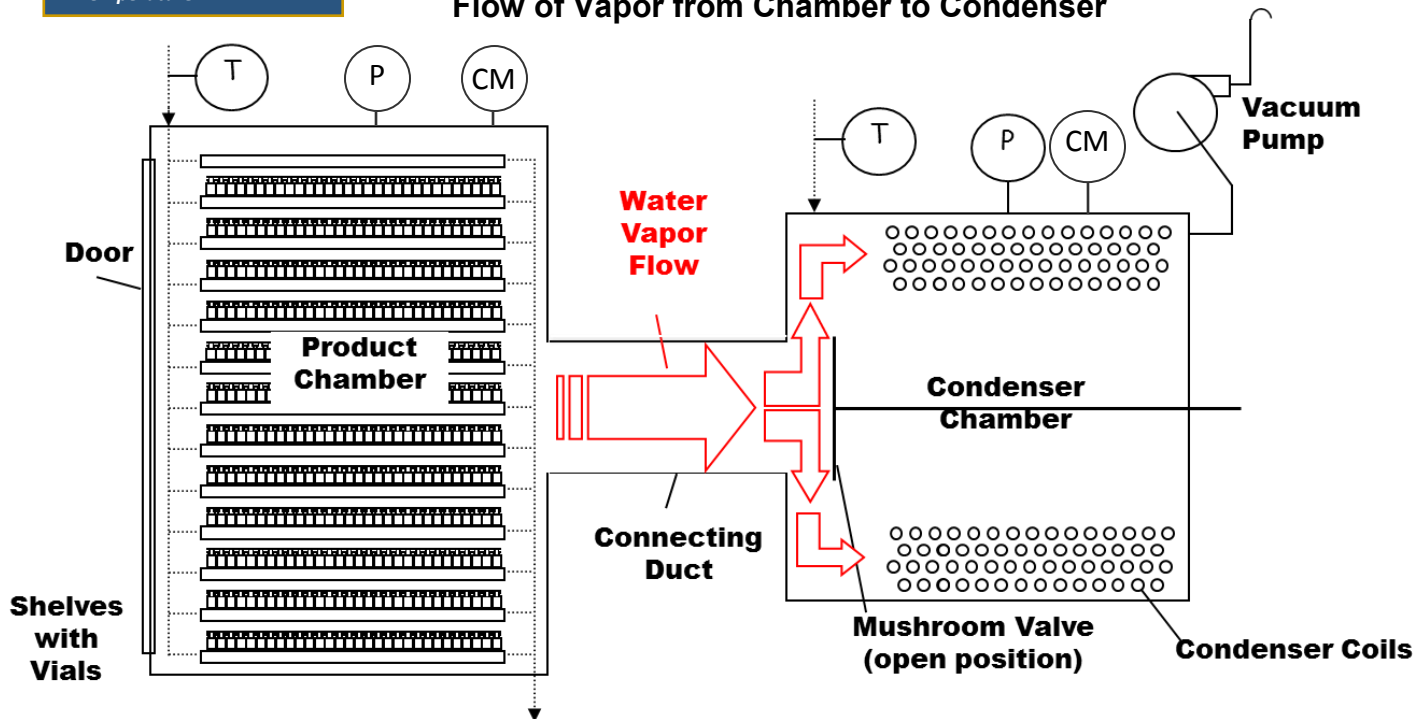 Flow of Vapor from Chamber to Condenser
T
P
CM
T
P
CM
Vacuum
Pump
Water
Vapor
Flow
Door
Product
Chamber
Condenser
Chamber
Connecting
Duct
Shelves
with
Vials
Mushroom Valve
(open position)
Condenser Coils